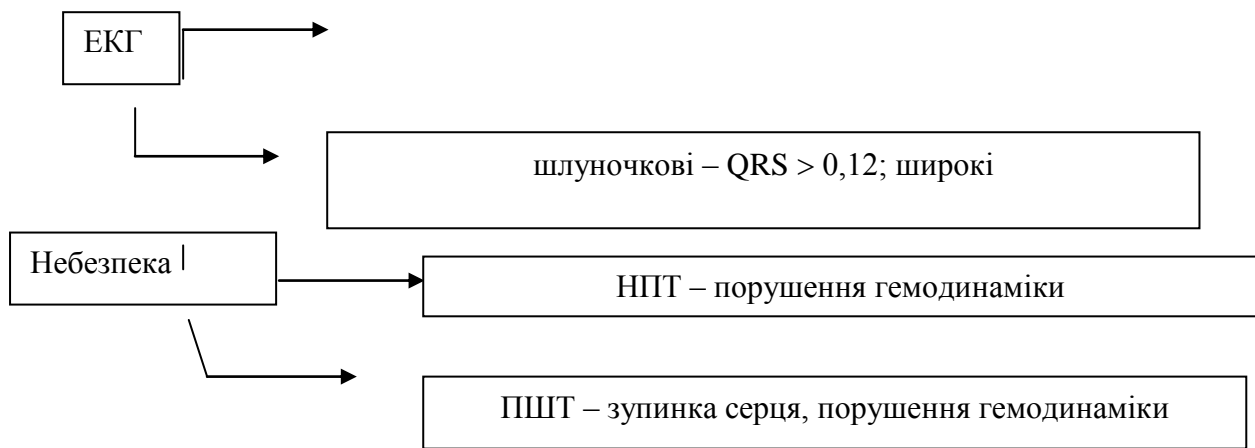 ЕКГ
шлуночкові – QRS > 0,12; широкі
Небезпека
НПТ – порушення гемодинаміки
ПШТ – зупинка серця, порушення гемодинаміки